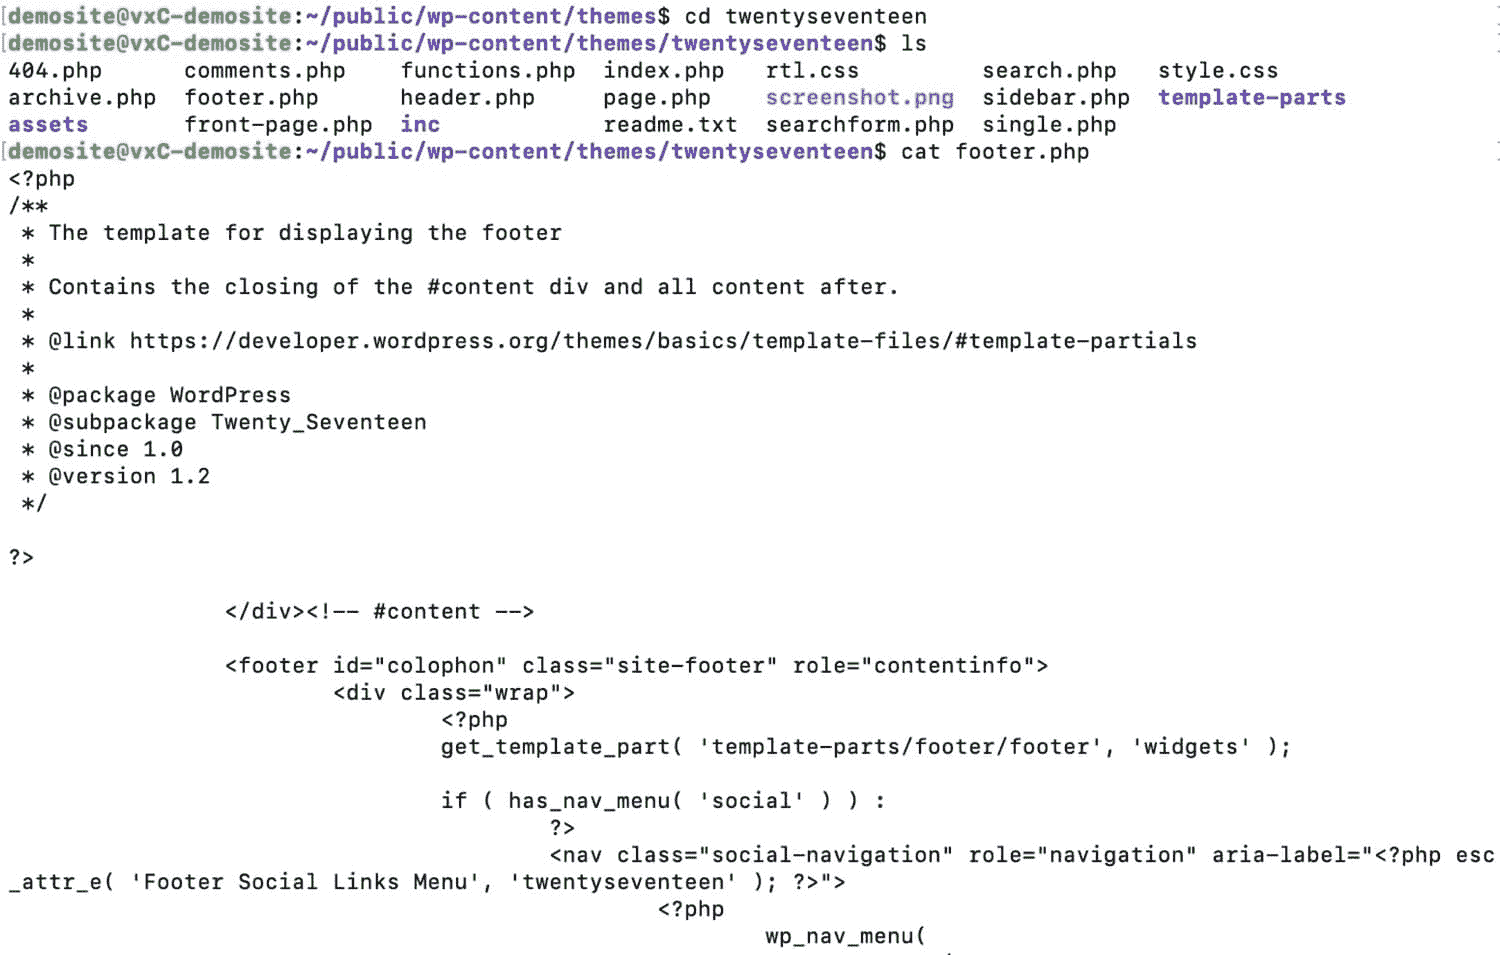 [demosite@vxC-demosite:~/public/wp-content/themes$ cd twentyseventeen
[demosite@vxC-demosite:~/public/wp-content/themes/twentyseventeen$ ls
404.php      comments.php    functions.php  index.php   rtl.css         search.php   style.css
archive.php  footer.php      header.php     page.php    screenshot.png  sidebar.php  template-parts
assets       front-page.php  inc            readme.txt  searchform.php  single.php
[demosite@vxC-demosite:~/public/wp-content/themes/twentyseventeen$ cat footer.php
<?php
/**
 * The template for displaying the footer
 *
 * Contains the closing of the #content div and all content after.
 *
 * @link https://developer.wordpress.org/themes/basics/template-files/#template-partials
 *
 * @package WordPress
 * @subpackage Twenty_Seventeen
 * @since 1.0
 * @version 1.2
 */
?>
                </div><!-- #content -->
                <footer id="colophon" class="site-footer" role="contentinfo">
                        <div class="wrap">
                                <?php
                                get_template_part( 'template-parts/footer/footer', 'widgets' );
                                if ( has_nav_menu( 'social' ) ) :
                                        ?>
                                        <nav class="social-navigation" role="navigation" aria-label="<?php esc
_attr_e( 'Footer Social Links Menu', 'twentyseventeen' ); ?>">
                                                <?php
                                                        wp_nav_menu(